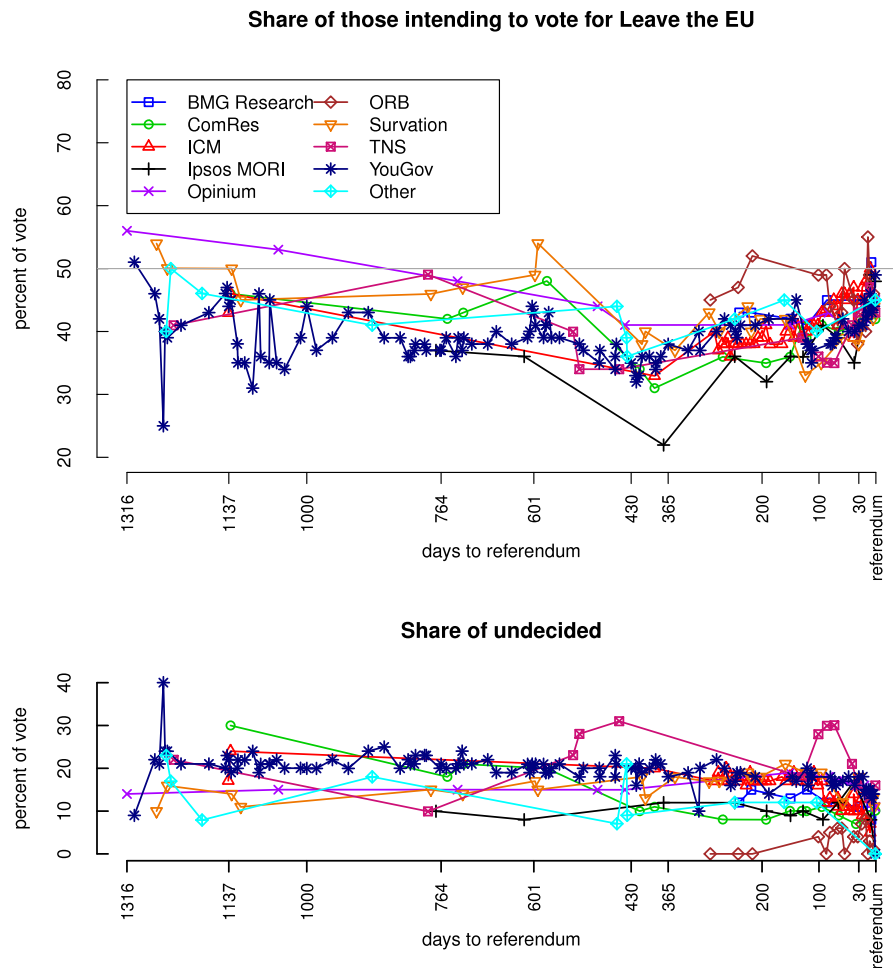 Share of those intending to vote for Leave the EU
percent of vote
80
70
60
50
40
30
20
BMG Research
ComRes
ICM
Ipsos MORI
Opinium
ORB
Survation
TNS
YouGov
Other
1316
1137
1000
764
601
430
365
200
100
30
referendum
days to referendum
Share of undecided
percent of vote
40
30
20
10
0
1316
1137
1000
764
601
430
365
200
100
30
referendum
days to referendum